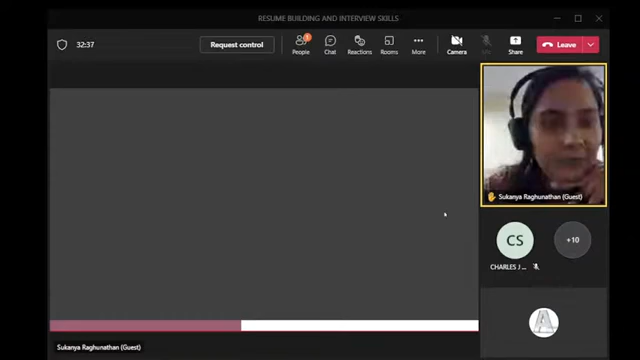 RESUME BUILDING AND INTERVIEW SKILLS
32:37
Request control
People
Chat
Reactions
Rooms
More
Camera
Mic
Share
Leave
Sukanya Raghunathan (Guest)
CS
+10
CHARLES J ...
A
Sukanya Raghunathan (Guest)